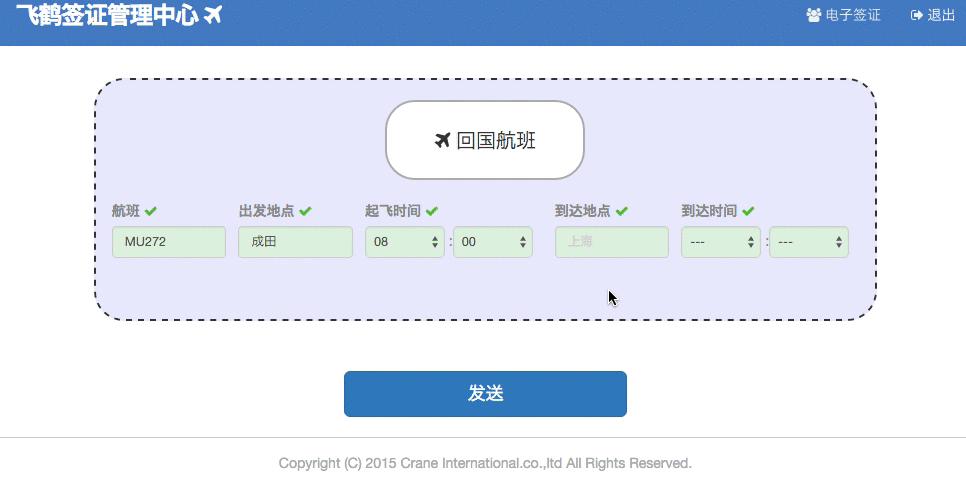 飞鹤签证管理中心
电子签证 退出
回国航班
航班 出发地点 起飞时间 到达地点 到达时间
MU272 成田 08 : 00 上海 --- : ---
发送
Copyright (C) 2015 Crane International.co.,ltd All Rights Reserved.